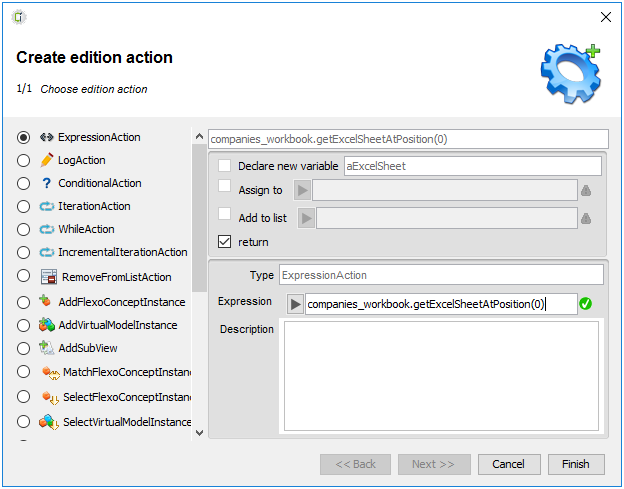 Create edition action
1/1 Choose edition action
ExpressionAction
LogAction
ConditionalAction
IterationAction
WhileAction
IncrementalIterationAction
RemoveFromListAction
AddFlexoConceptInstance
AddVirtualModelInstance
AddSubView
MatchFlexoConceptInstanc
SelectFlexoConceptInstan
SelectVirtualModelInstance
companies_workbook.getExcelSheetAtPosition(0)
Declare new variable aExcelSheet
Assign to
Add to list
return
Type ExpressionAction
Expression companies_workbook.getExcelSheetAtPosition(0)
Description
<< Back Next >> Cancel Finish